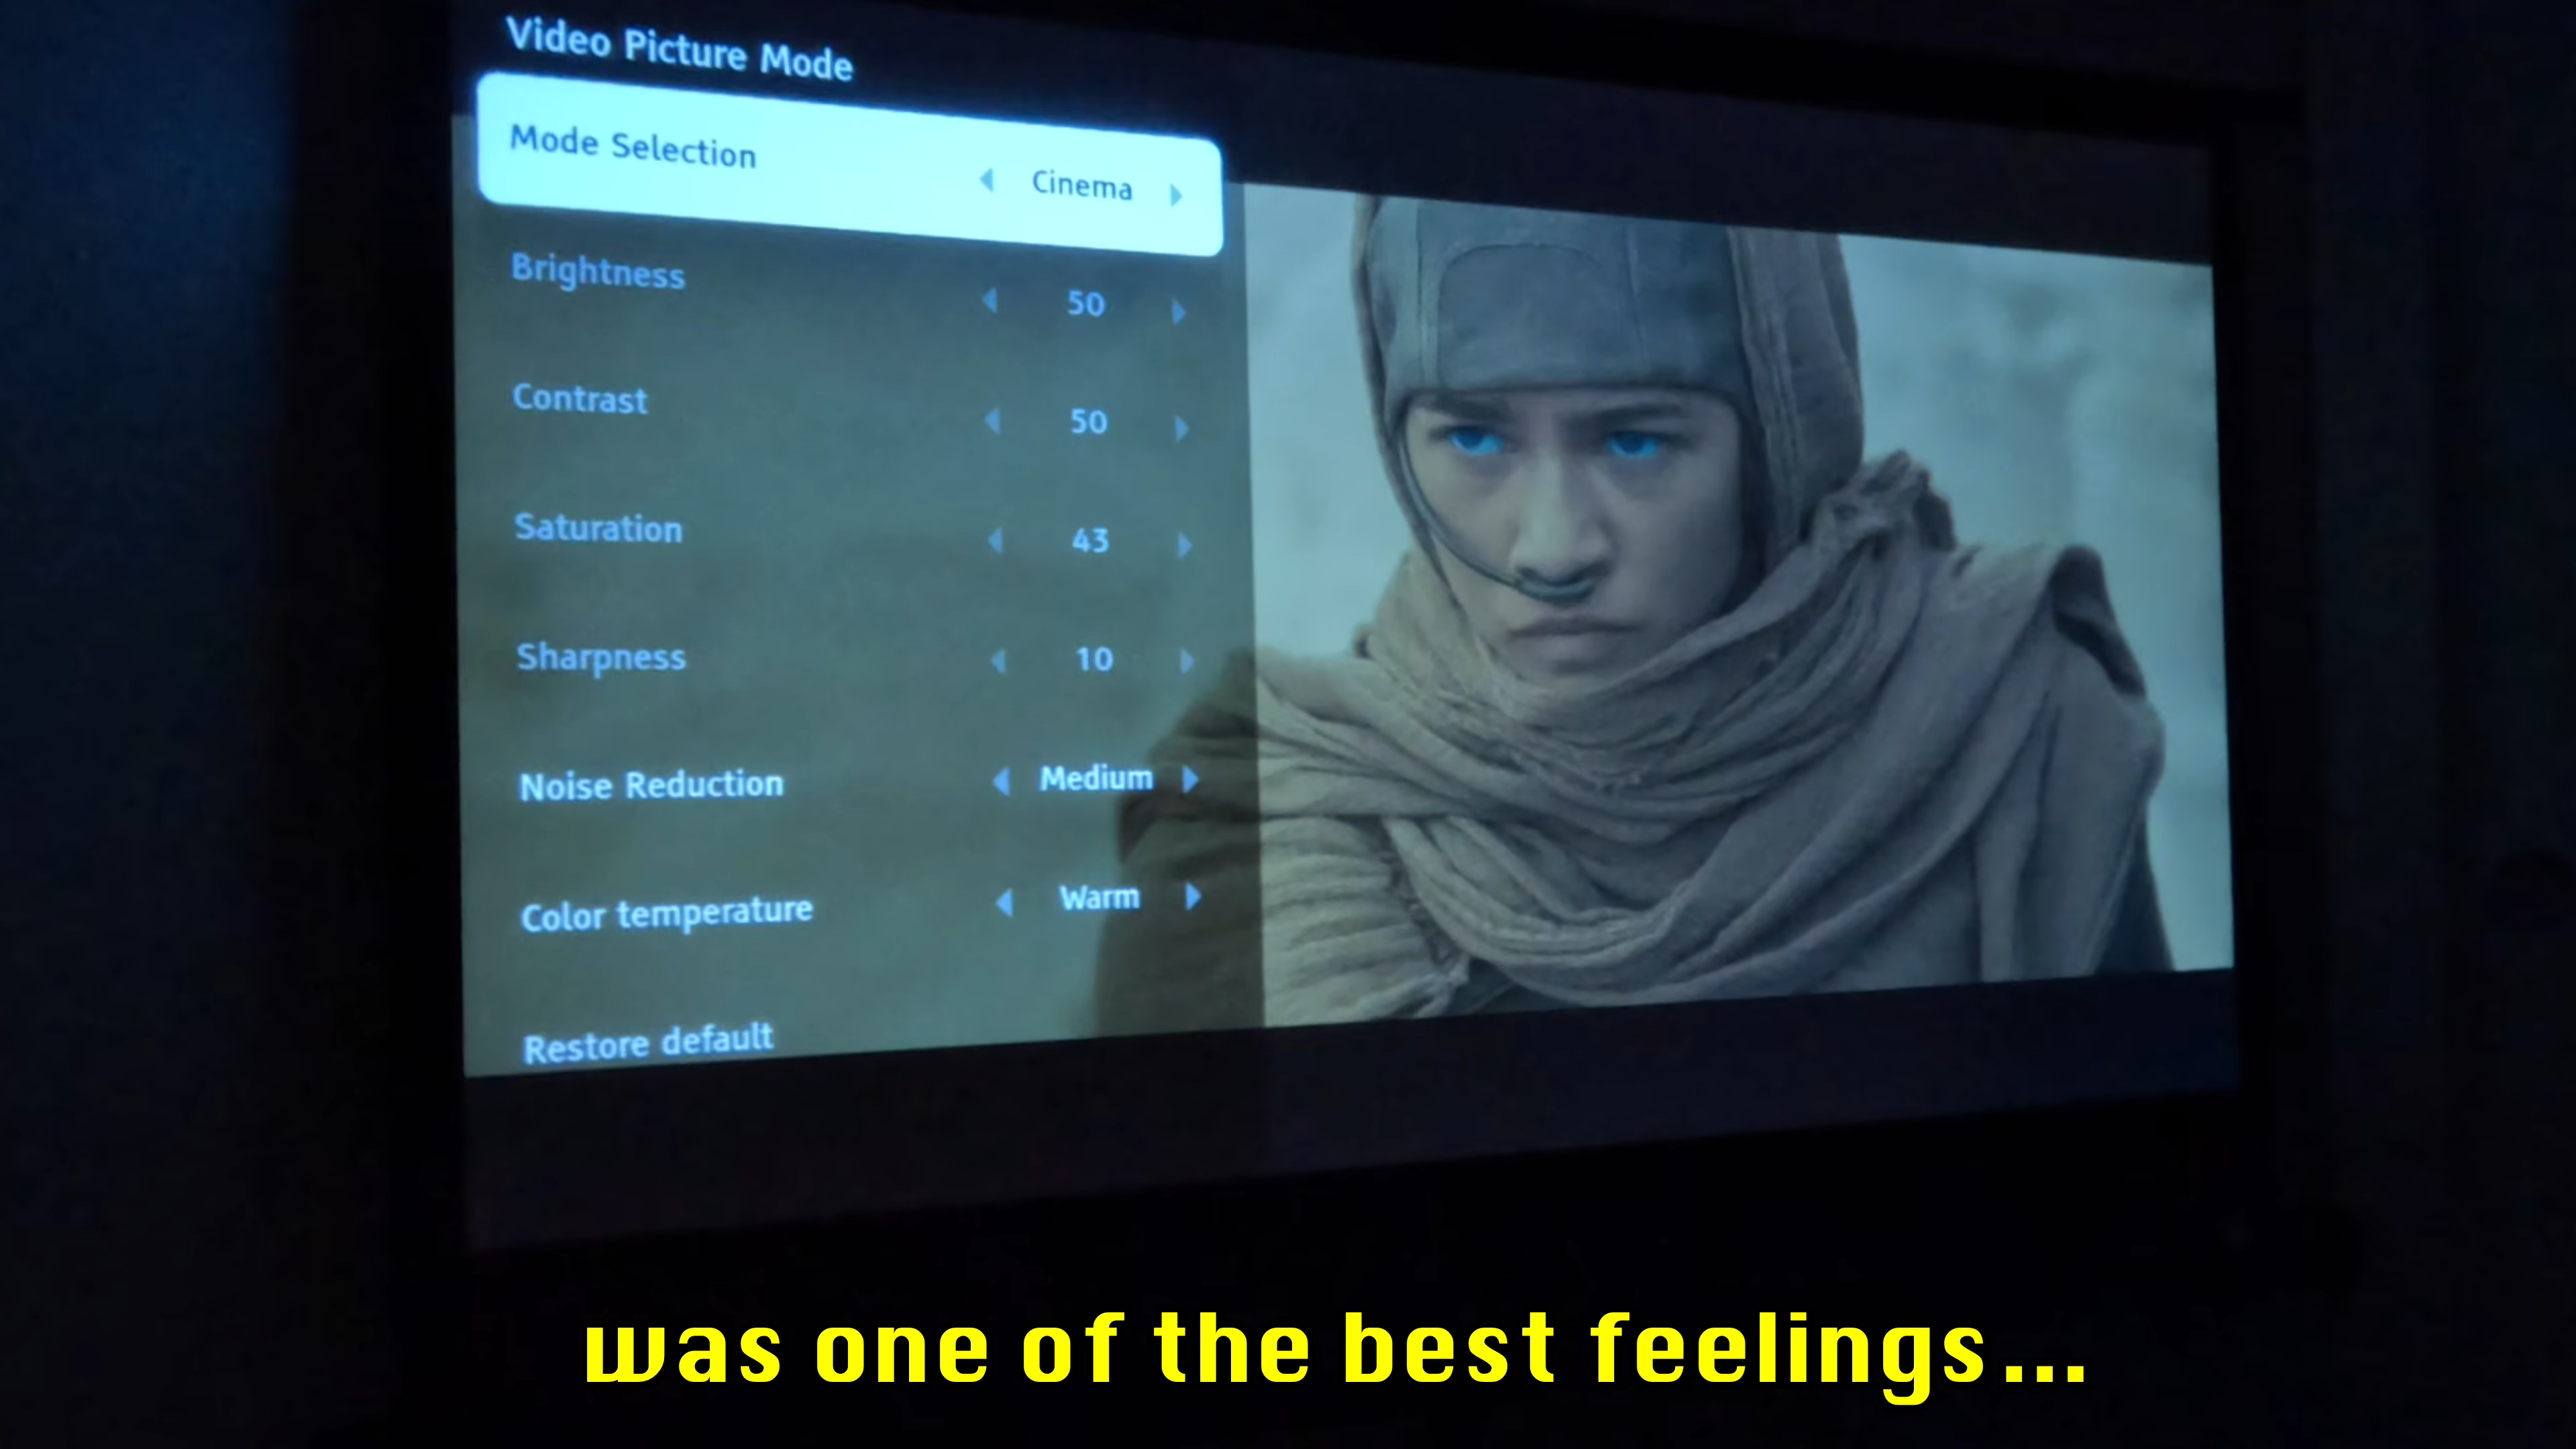 Video Picture Mode
Mode Selection Cinema
Brightness 50
Contrast 50
Saturation 43
Sharpness 10
Noise Reduction Medium
Color temperature Warm
Restore default
was one of the best feelings...